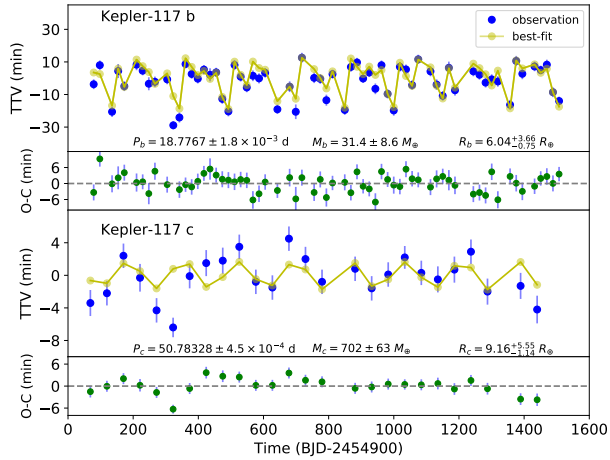 Kepler-117 b
observation
best-fit
TTV (min)
30
10
−10
−30
P_b = 18.7767 ± 1.8 × 10⁻³ d M_b = 31.4 ± 8.6 M_⊕ R_b = 6.04^{+3.66}_{−0.75} R_⊕
O-C (min)
6
0
−6
Kepler-117 c
TTV (min)
4
0
−4
−8
P_c = 50.78328 ± 4.5 × 10⁻⁴ d M_c = 702 ± 63 M_⊕ R_c = 9.16^{+5.55}_{−1.14} R_⊕
O-C (min)
6
0
−6
0 200 400 600 800 1000 1200 1400 1600
Time (BJD-2454900)